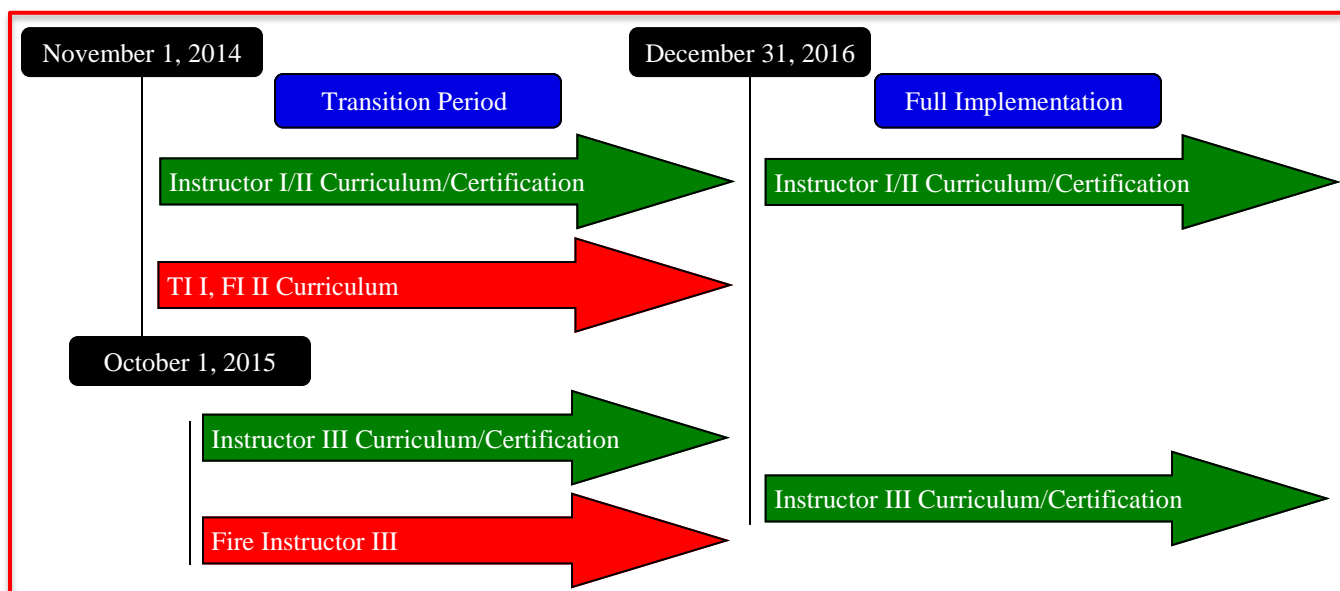 November 1, 2014
December 31, 2016
Transition Period
Full Implementation
Instructor I/II Curriculum/Certification
Instructor I/II Curriculum/Certification
TI I, FI II Curriculum
October 1, 2015
Instructor III Curriculum/Certification
Instructor III Curriculum/Certification
Fire Instructor III